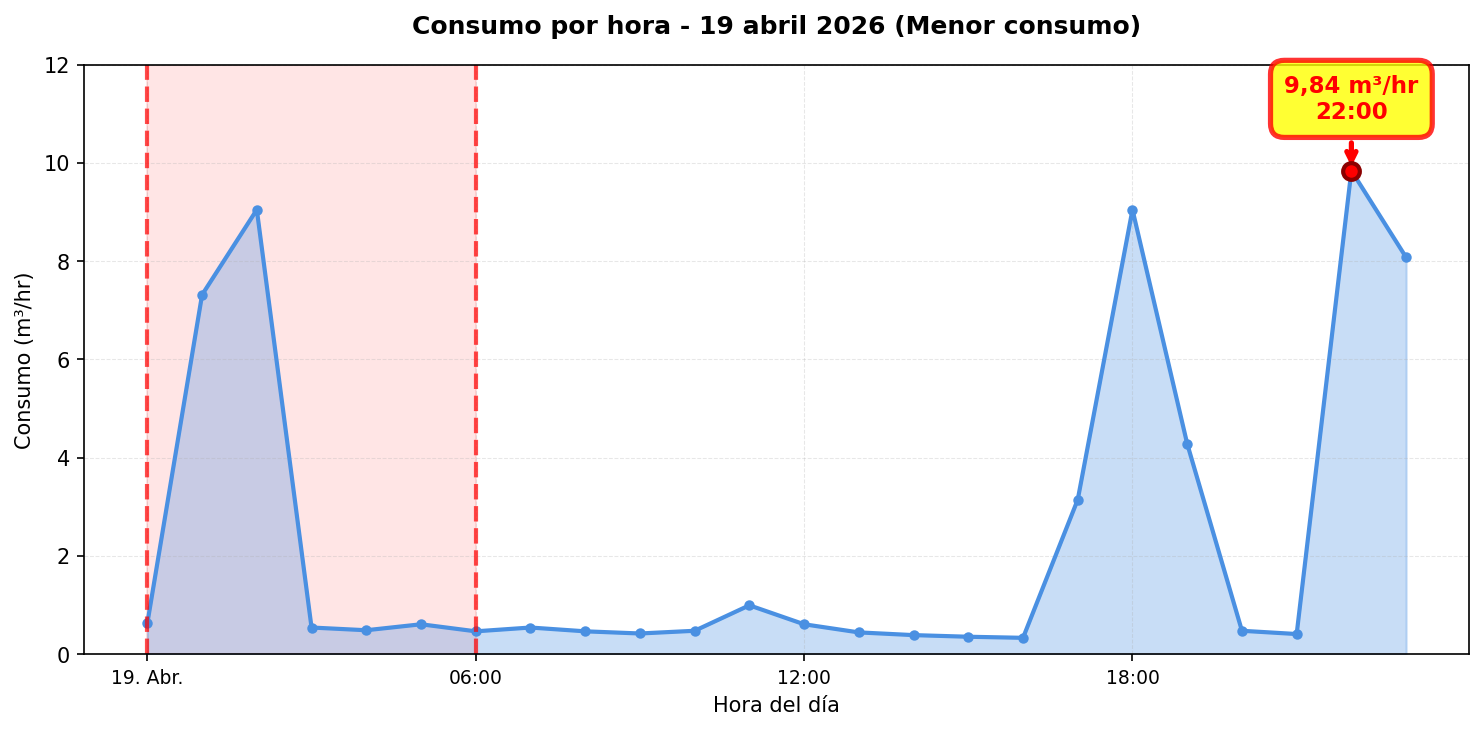 Consumo por hora - 19 abril 2026 (Menor consumo)
9,84 m³/hr
22:00
Consumo (m³/hr)
12
10
8
6
4
2
0
19. Abr.
06:00
12:00
18:00
Hora del día